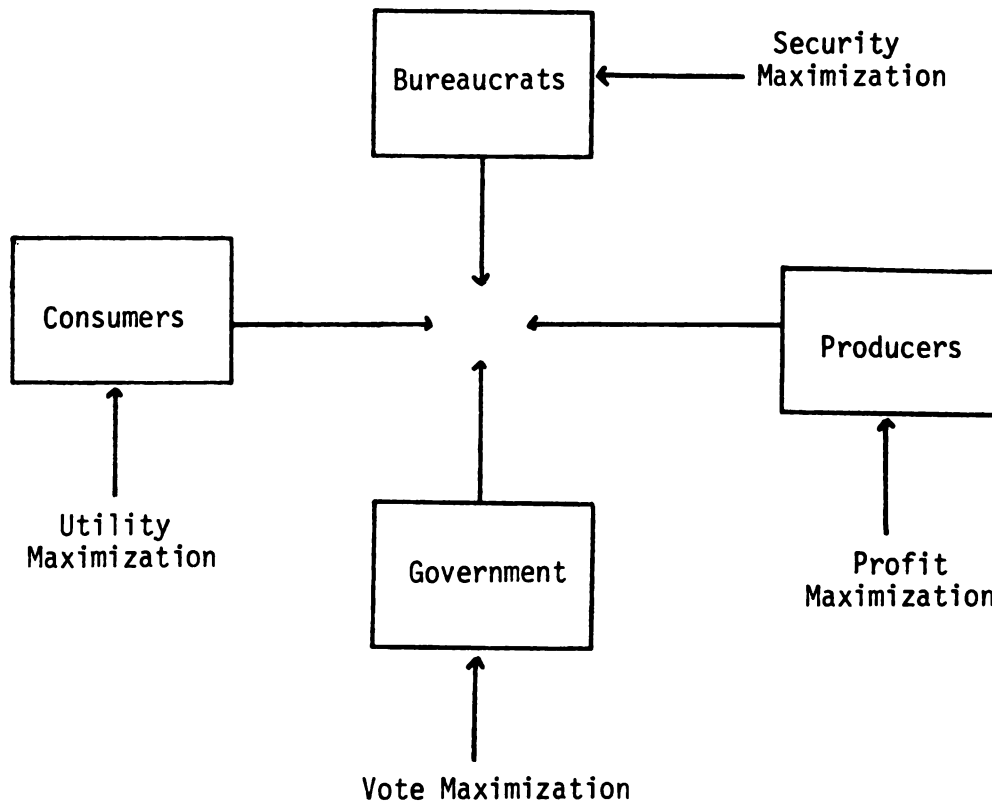 Security
Maximization
Bureaucrats
Consumers
Producers
Utility
Maximization
Government
Profit
Maximization
Vote Maximization